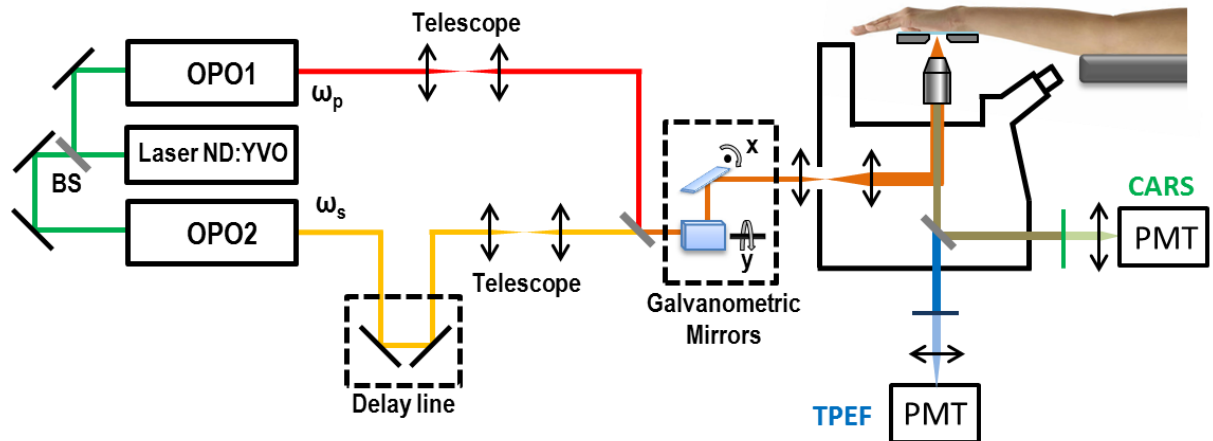 Telescope
OPO1
ωp
Laser ND:YVO
BS
OPO2
ωs
Telescope
Delay line
x
y
Galvanometric
Mirrors
CARS
PMT
TPEF
PMT